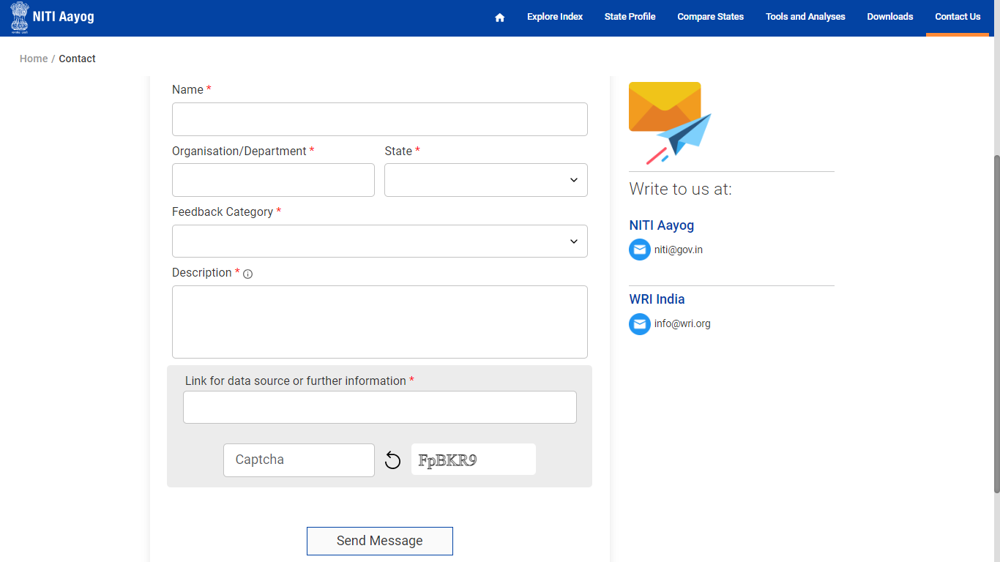 NITI Aayog
Explore Index
State Profile
Compare States
Tools and Analyses
Downloads
Contact Us
Home / Contact
Name *
Organisation/Department *
State *
Feedback Category *
Description *
Link for data source or further information *
Captcha
FpBKR9
Send Message
Write to us at:
NITI Aayog
niti@gov.in
WRI India
info@wri.org